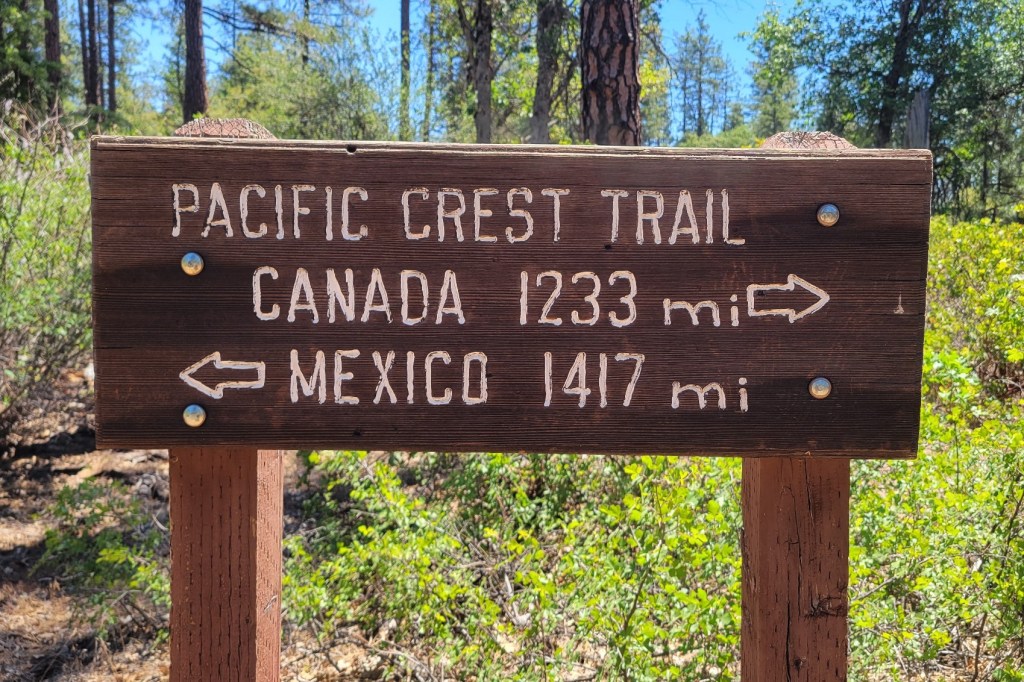 PACIFIC CREST TRAIL
CANADA 1233 mi
MEXICO 1417 mi